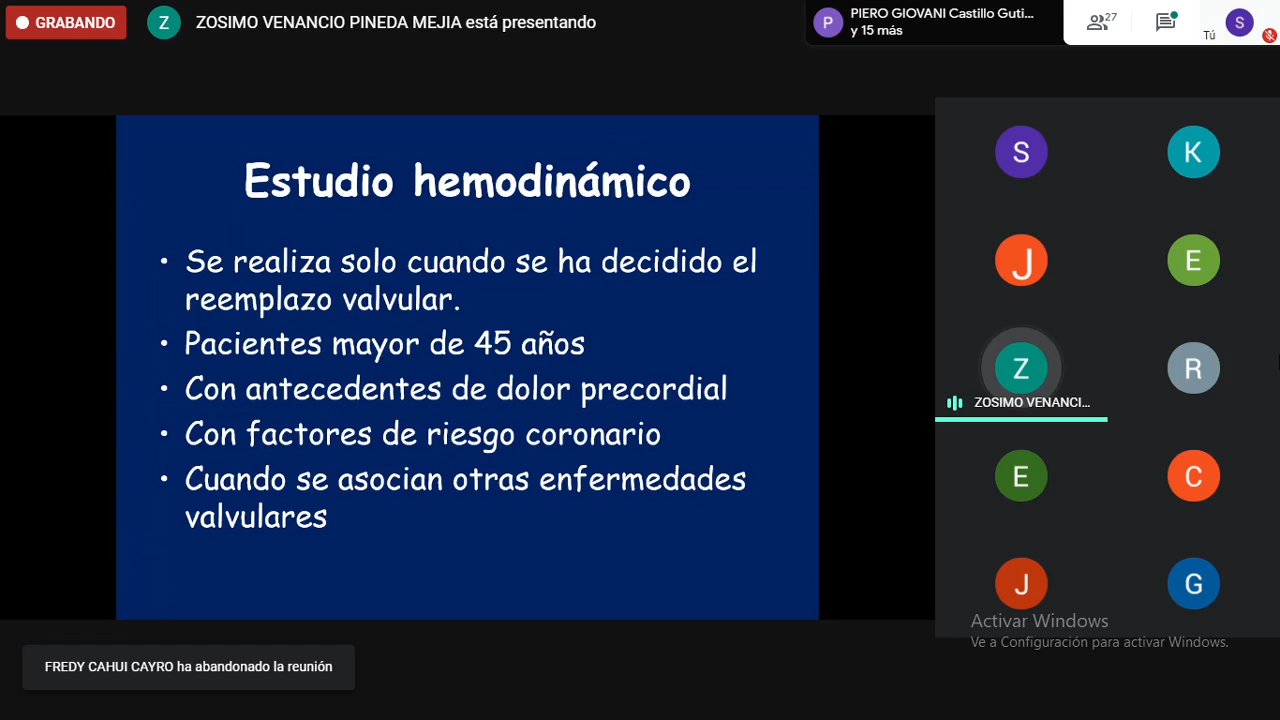 GRABANDO
Z
ZOSIMO VENANCIO PINEDA MEJIA está presentando
P
PIERO GIOVANI Castillo Guti...
y 15 más
27
Tú
S
Estudio hemodinámico
• Se realiza solo cuando se ha decidido el
reemplazo valvular.
• Pacientes mayor de 45 años
• Con antecedentes de dolor precordial
• Con factores de riesgo coronario
• Cuando se asocian otras enfermedades
valvulares
S
K
J
E
Z
R
ZOSIMO VENANCI...
E
C
J
G
Activar Windows
Ve a Configuración para activar Windows.
FREDY CAHUI CAYRO ha abandonado la reunión